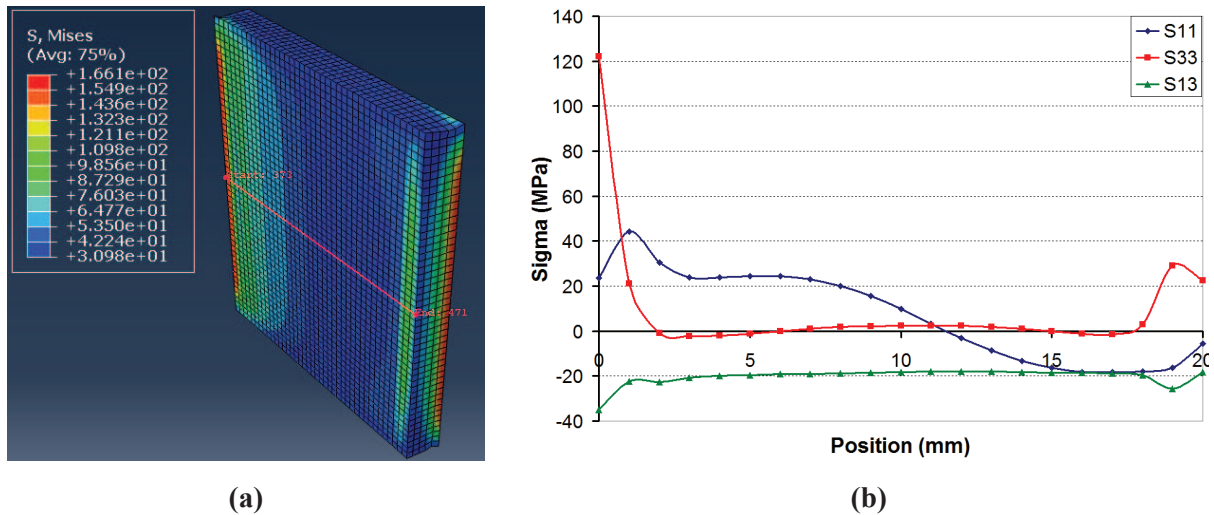 S, Mises
(Avg: 75%)
+1.661e+02
+1.549e+02
+1.436e+02
+1.323e+02
+1.211e+02
+1.098e+02
+9.856e+01
+8.729e+01
+7.603e+01
+6.477e+01
+5.350e+01
+4.224e+01
+3.098e+01
(a)
140
120
100
80
60
40
20
0
-20
-40
Sigma (MPa)
S11
S33
S13
0
5
10
15
20
Position (mm)
(b)